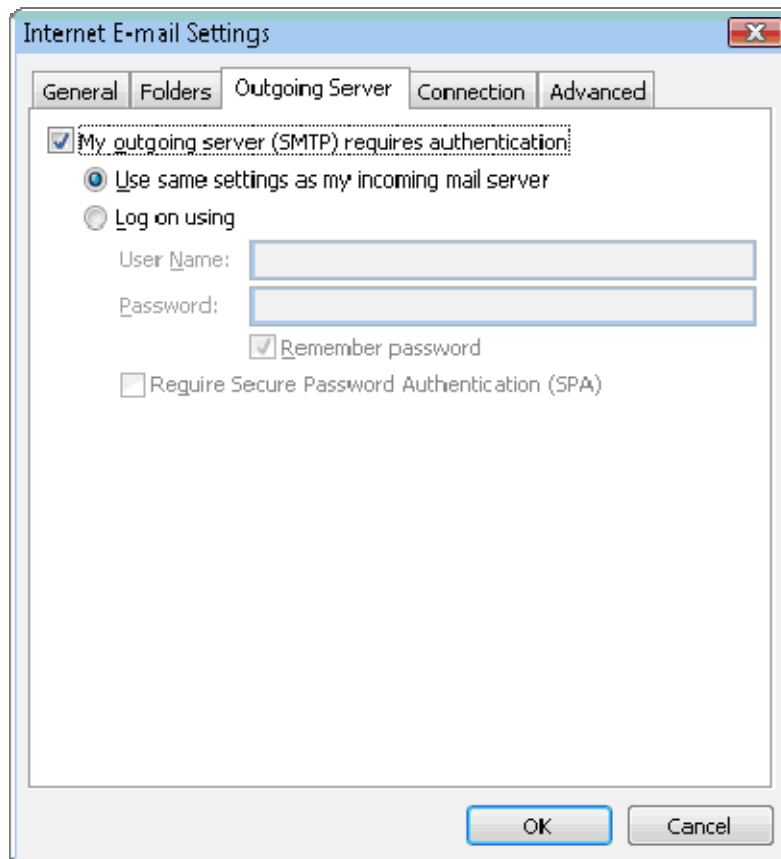 Internet E-mail Settings
General Folders Outgoing Server Connection Advanced
My outgoing server (SMTP) requires authentication
Use same settings as my incoming mail server
Log on using
User Name:
Password:
Remember password
Require Secure Password Authentication (SPA)
OK Cancel